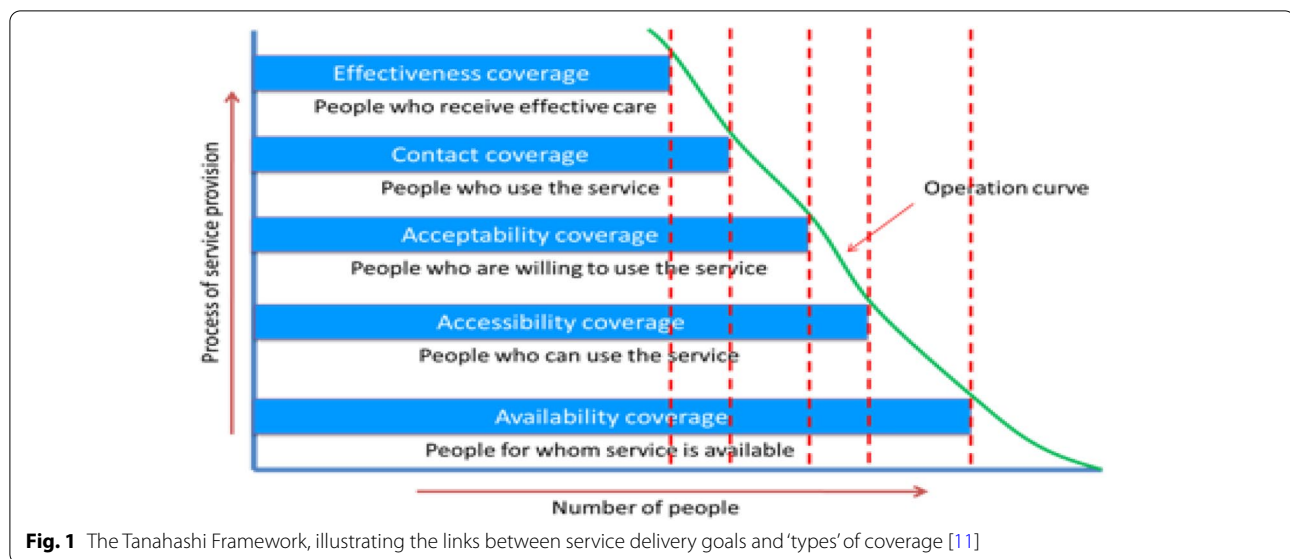 Effectiveness coverage
People who receive effective care
Contact coverage
People who use the service
Acceptability coverage
People who are willing to use the service
Accessibility coverage
People who can use the service
Availability coverage
People for whom service is available
Process of service provision
Operation curve
Number of people
Fig. 1 The Tanahashi Framework, illustrating the links between service delivery goals and ‘types’ of coverage [11]